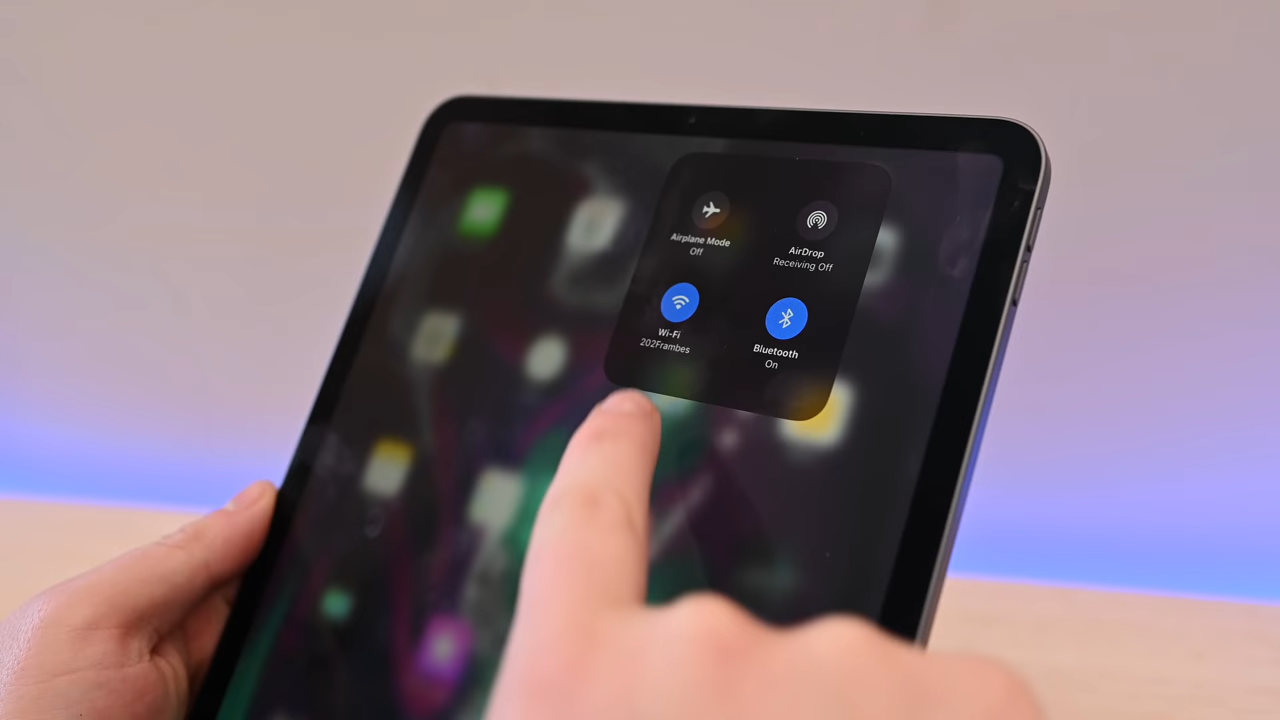 Airplane Mode
Off
AirDrop
Receiving Off
Wi-Fi
202Frambes
Bluetooth
On